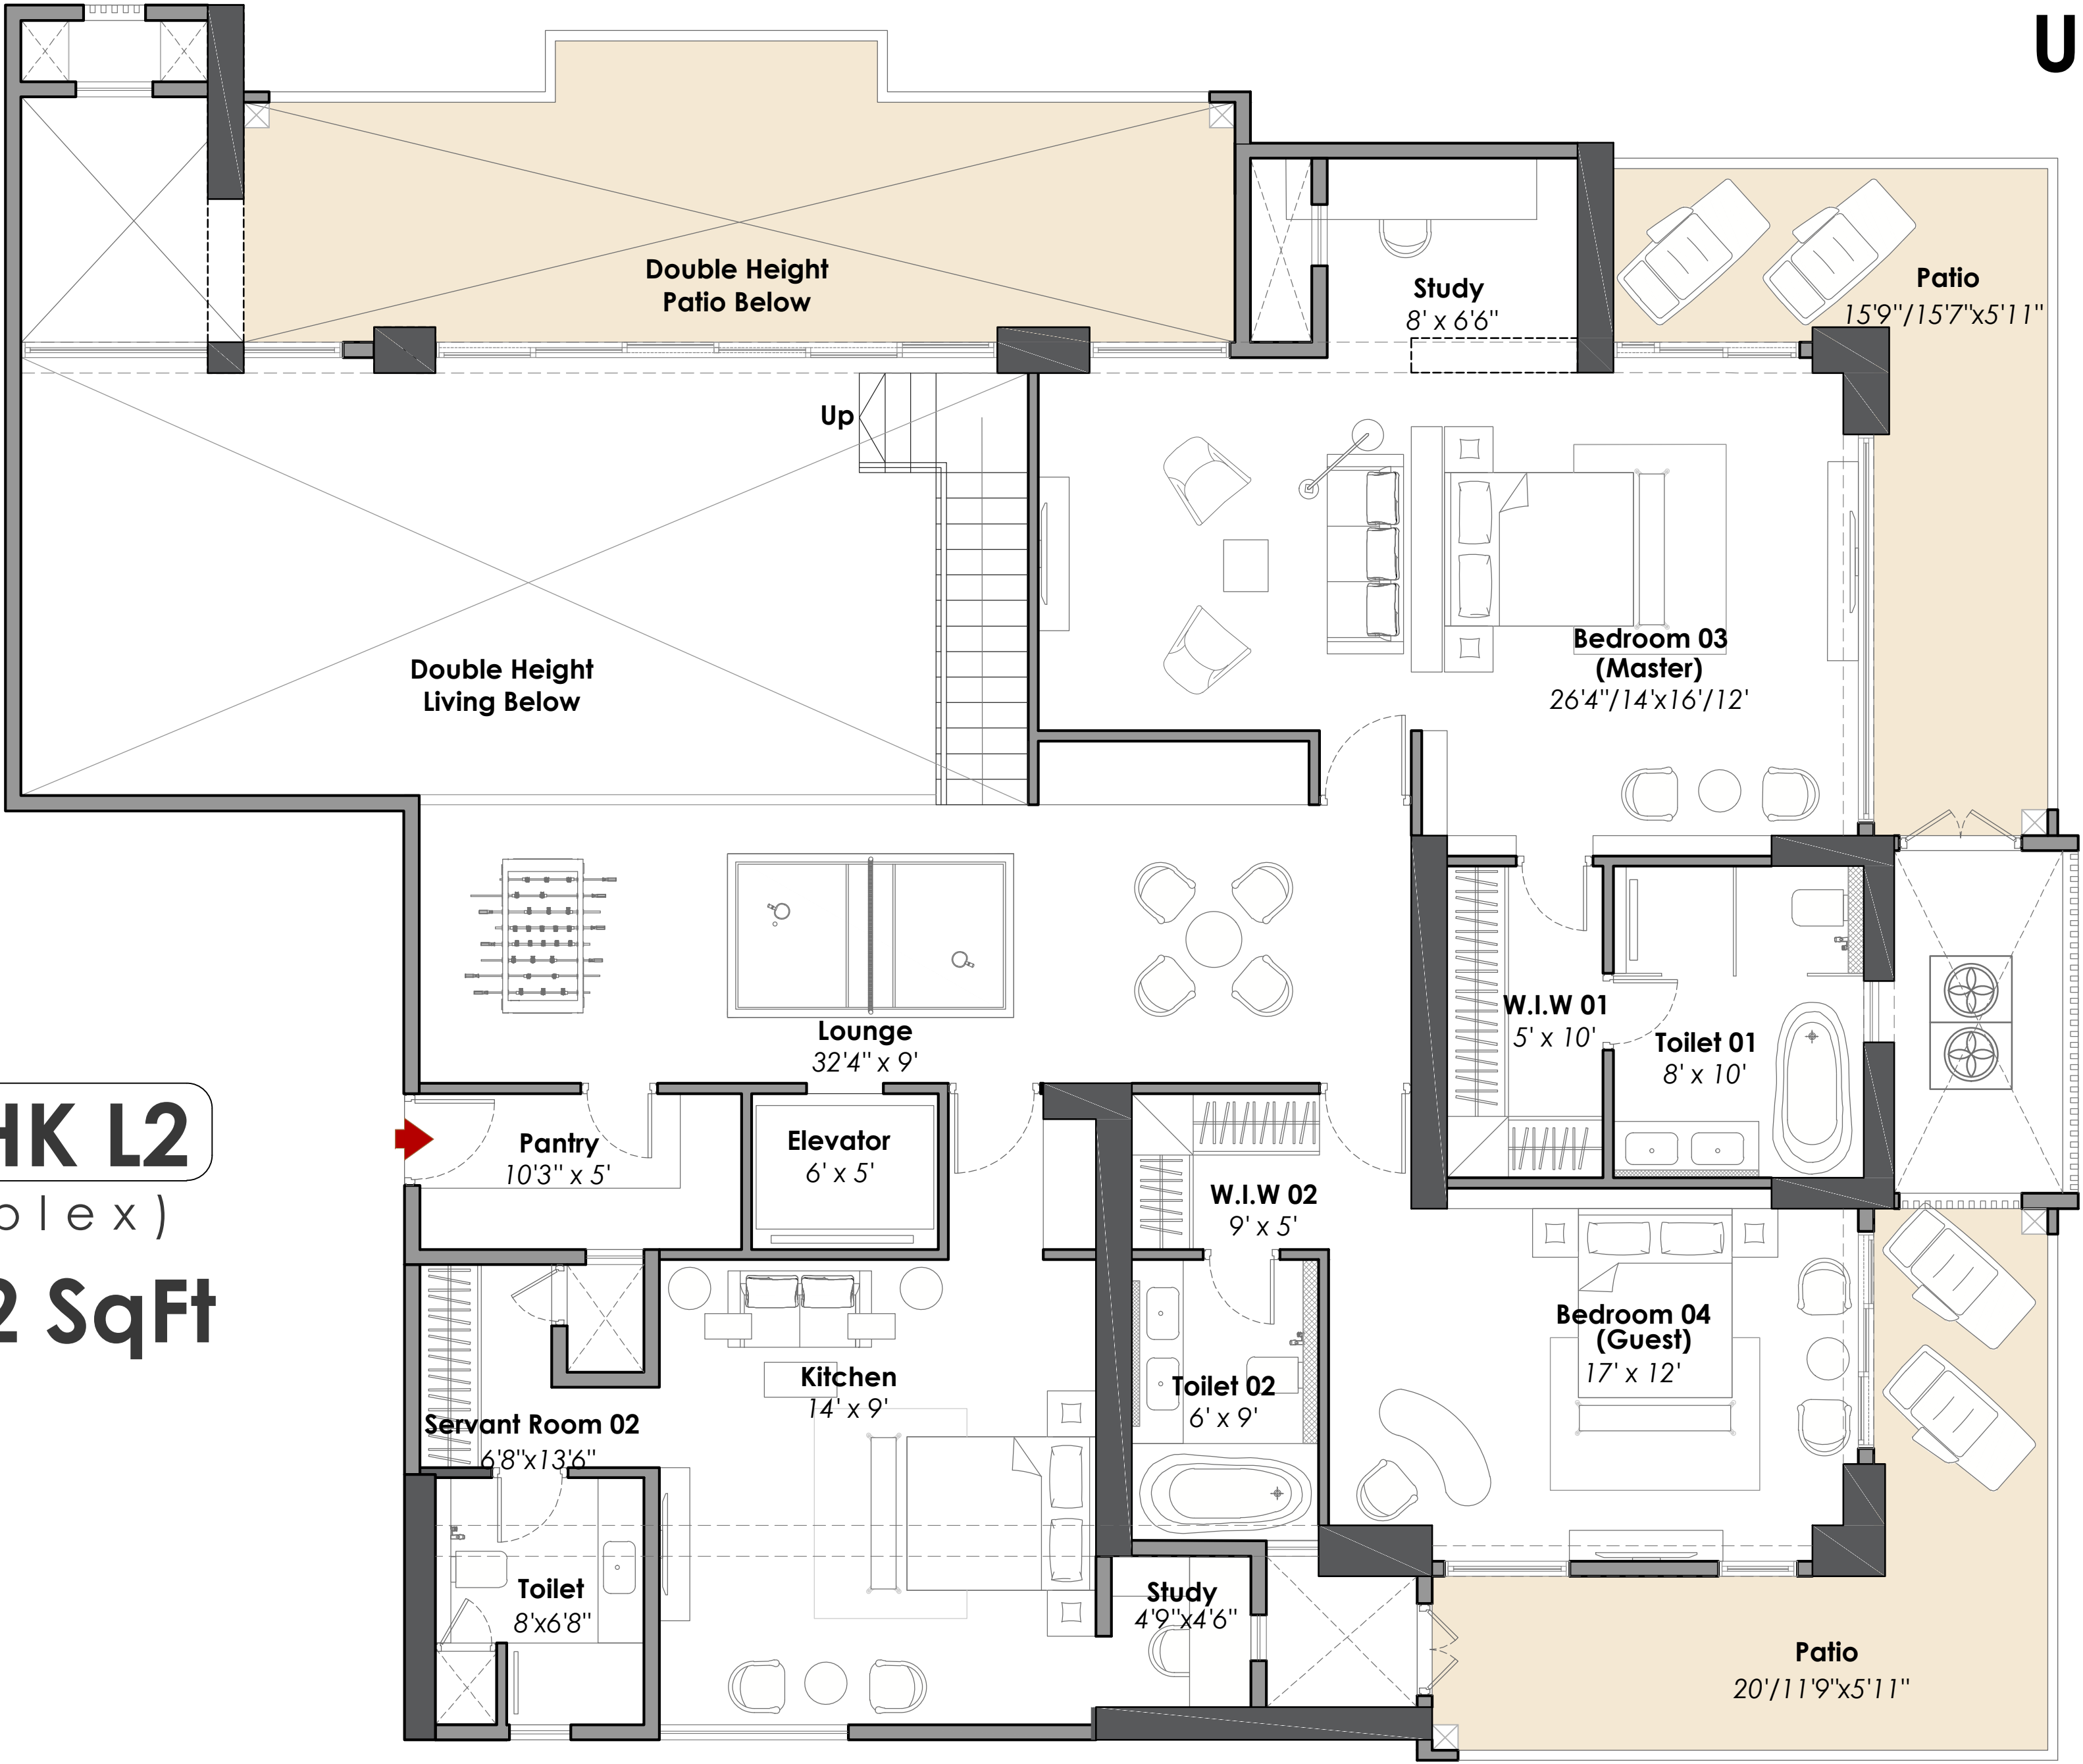 U
Double Height
Patio Below
Study
8' x 6'6"
Patio
15'9"/15'7"x5'11"
Up
Double Height
Living Below
Bedroom 03
(Master)
26'4"/14'x16'/12'
Lounge
32'4" x 9'
W.I.W 01
5' x 10'
Toilet 01
8' x 10'
HK L2
plex)
2 SqFt
Pantry
10'3" x 5'
Elevator
6' x 5'
W.I.W 02
9' x 5'
Bedroom 04
(Guest)
17' x 12'
Kitchen
14' x 9'
Toilet 02
6' x 9'
Servant Room 02
6'8"x13'6"
Toilet
8'x6'8"
Study
4'9"x4'6"
Patio
20'/11'9"x5'11"